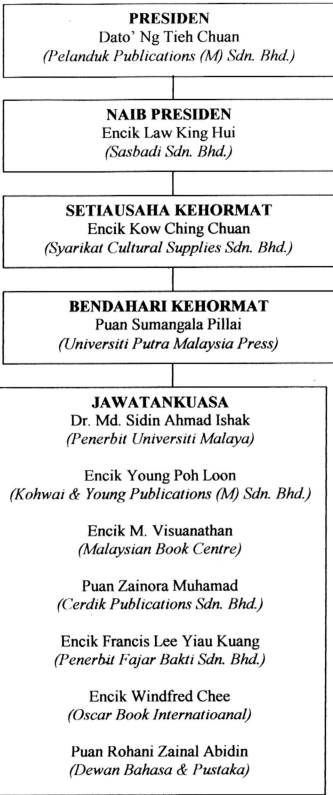 PRESIDEN
Dato' Ng Tieh Chuan
(Pelanduk Publications (M) Sdn. Bhd.)
NAIB PRESIDEN
Encik Law King Hui
(Sasbadi Sdn. Bhd.)
SETIAUSAHA KEHORMAT
Encik Kow Ching Chuan
(Syarikat Cultural Supplies Sdn. Bhd.)
BENDAHARI KEHORMAT
Puan Sumangala Pillai
(Universiti Putra Malaysia Press)
JAWATANKUASA
Dr. Md. Sidin Ahmad Ishak
(Penerbit Universiti Malaya)
Encik Young Poh Loon
(Kohwai & Young Publications (M) Sdn. Bhd.)
Encik M. Visuanathan
(Malaysian Book Centre)
Puan Zainora Muhamad
(Cerdik Publications Sdn. Bhd.)
Encik Francis Lee Yiau Kuang
(Penerbit Fajar Bakti Sdn. Bhd.)
Encik Windfred Chee
(Oscar Book Internatioanal)
Puan Rohani Zainal Abidin
(Dewan Bahasa & Pustaka)